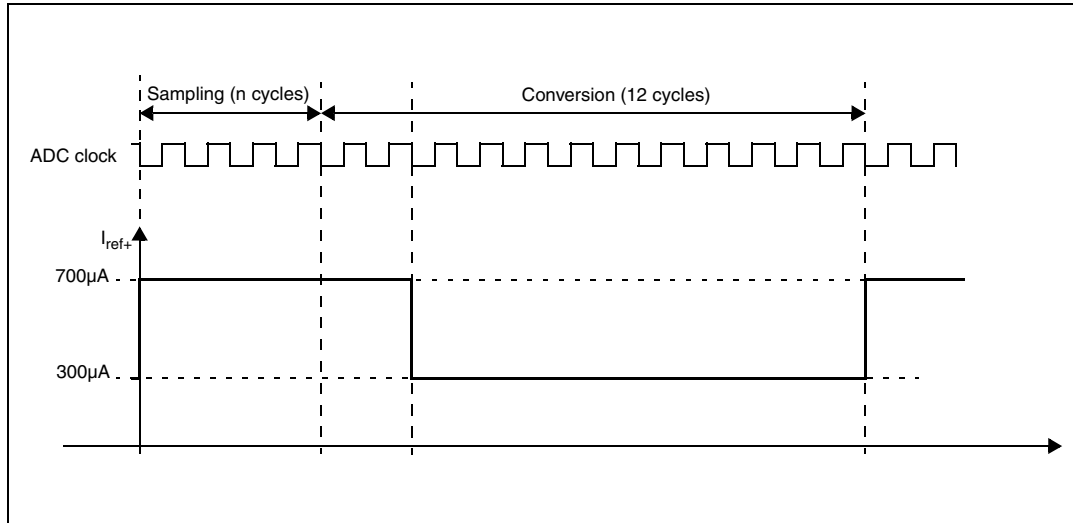 Sampling (n cycles)
Conversion (12 cycles)
ADC clock
Iref+
700µA
300µA